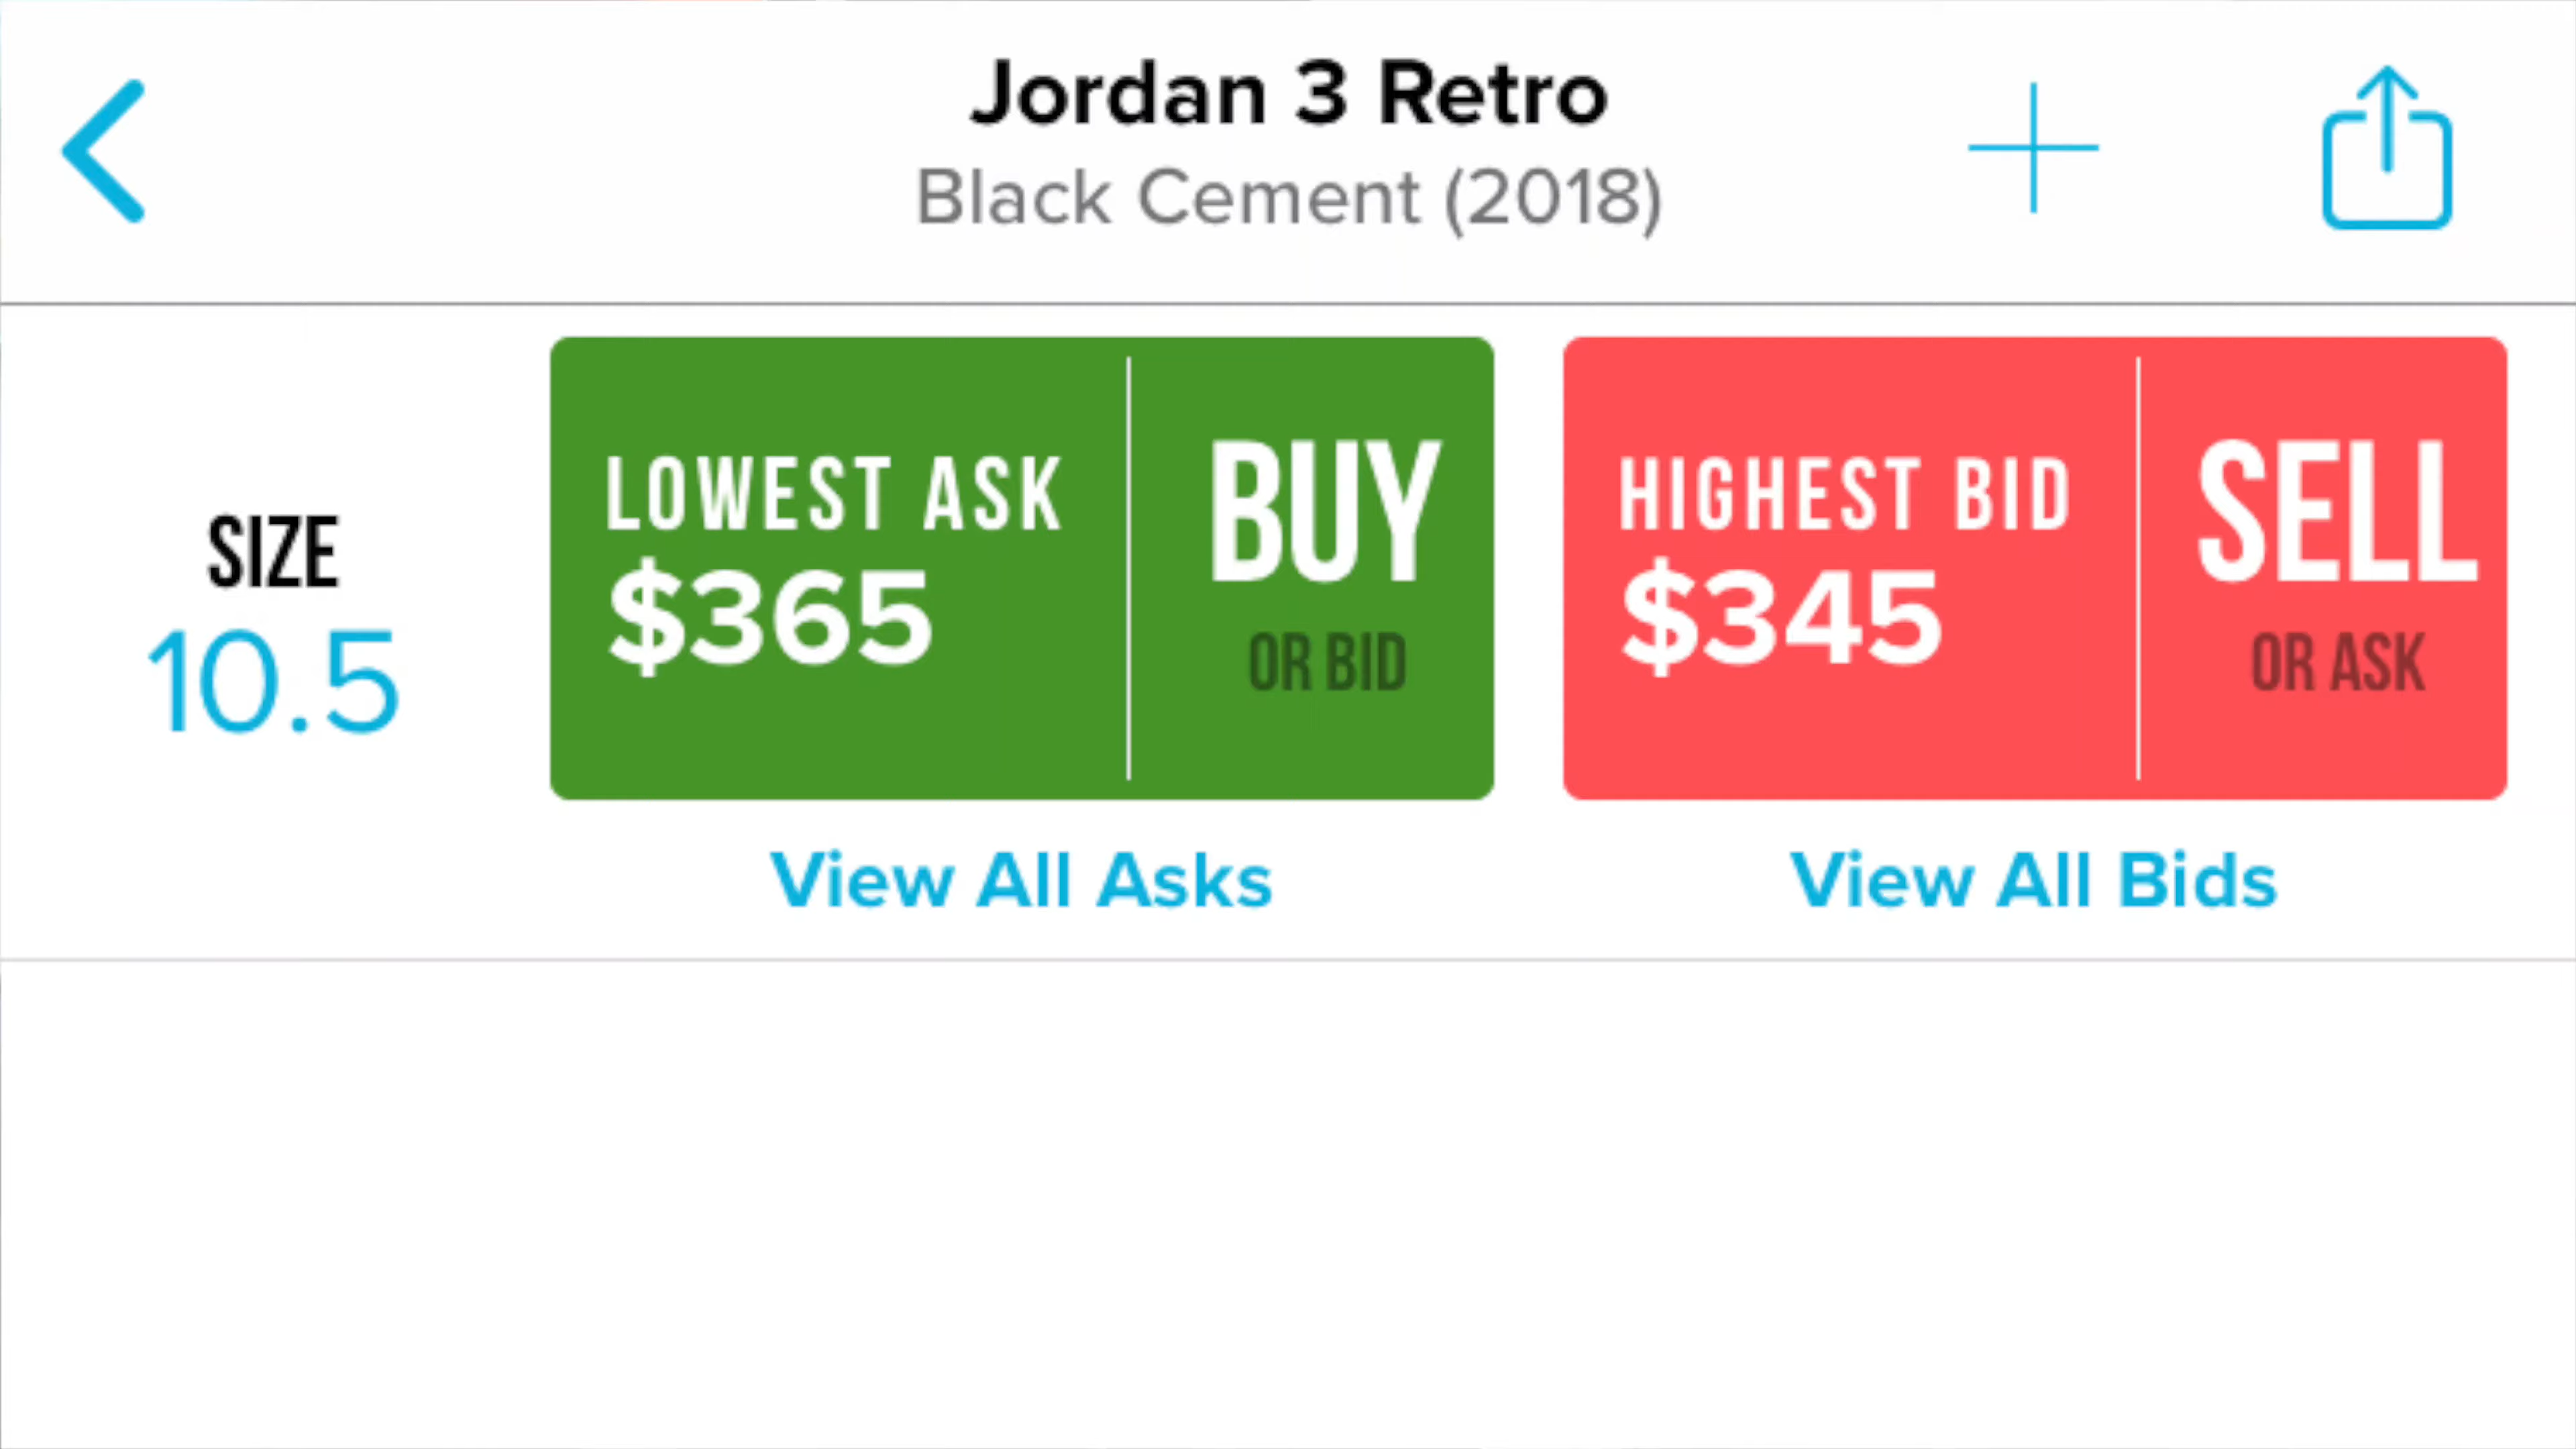 Jordan 3 Retro
Black Cement (2018)
SIZE
10.5
LOWEST ASK
$365
BUY
OR BID
HIGHEST BID
$345
SELL
OR ASK
View All Asks
View All Bids